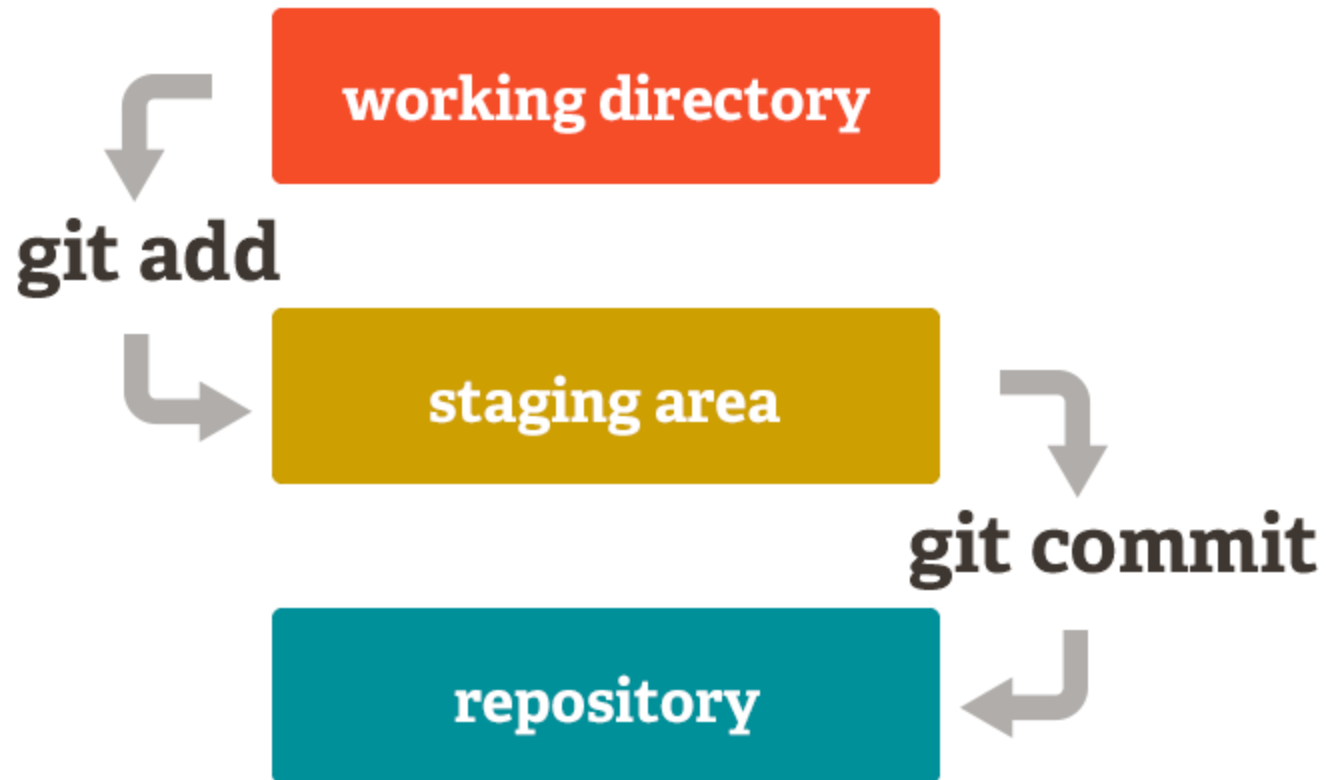 working directory
git add
staging area
git commit
repository